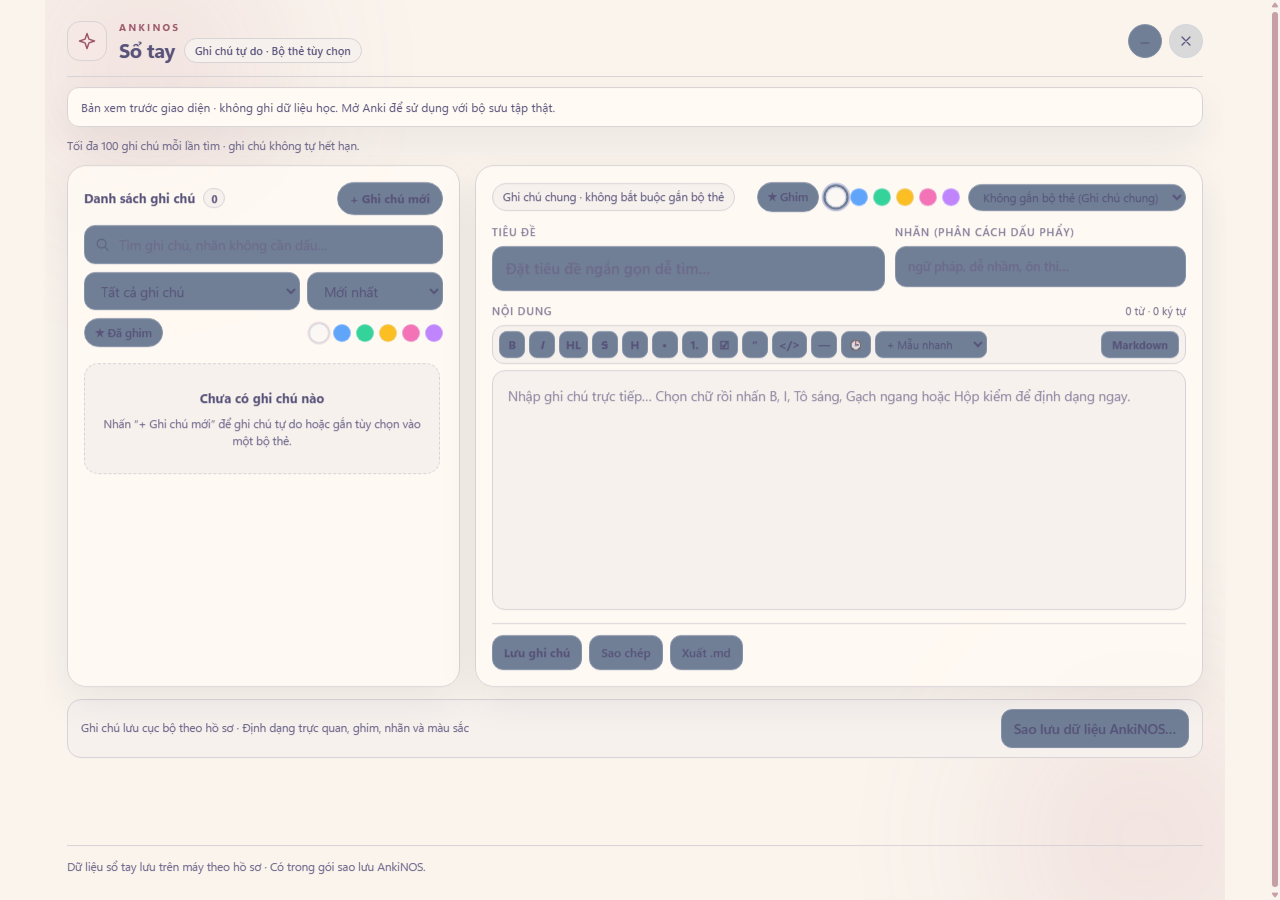 ANKINOS
Sổ tay
Ghi chú tự do · Bộ thẻ tùy chọn
Bản xem trước giao diện · không ghi dữ liệu học. Mở Anki để sử dụng với bộ sưu tập thật.
Tối đa 100 ghi chú mỗi lần tìm · ghi chú không tự hết hạn.
Danh sách ghi chú 0
+ Ghi chú mới
Tìm ghi chú, nhãn không cần dấu...
Tất cả ghi chú
Mới nhất
★ Đã ghim
Chưa có ghi chú nào
Nhấn "+ Ghi chú mới" để ghi chú tự do hoặc gắn tùy chọn vào
một bộ thẻ.
Ghi chú chung · không bắt buộc gắn bộ thẻ
★ Ghim
Không gắn bộ thẻ (Ghi chú chung)
TIÊU ĐỀ
NHÃN (PHÂN CÁCH DẤU PHẨY)
Đặt tiêu đề ngắn gọn dễ tìm...
ngữ pháp, dễ nhầm, ôn thi...
NỘI DUNG
0 từ · 0 ký tự
B I HL S H • 1. ☑ " </> — 🕒 + Mẫu nhanh Markdown
Nhập ghi chú trực tiếp... Chọn chữ rồi nhấn B, I, Tô sáng, Gạch ngang hoặc Hộp kiểm để định dạng ngay.
Lưu ghi chú
Sao chép
Xuất .md
Ghi chú lưu cục bộ theo hồ sơ · Định dạng trực quan, ghim, nhãn và màu sắc
Sao lưu dữ liệu AnkiNOS...
Dữ liệu sổ tay lưu trên máy theo hồ sơ · Có trong gói sao lưu AnkiNOS.